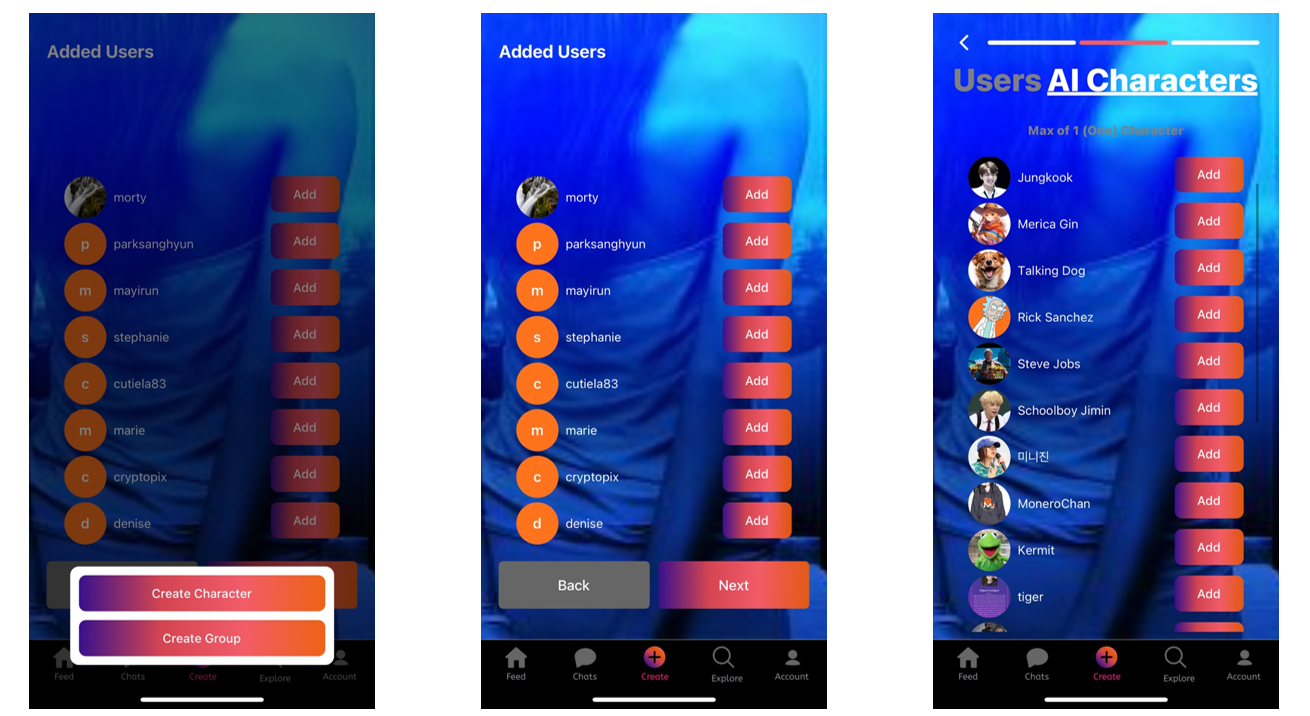 Added Users
morty
Add
p
parksanghyun
Add
m
mayirun
Add
s
stephanie
Add
c
cutiela83
Add
m
marie
Add
c
cryptopix
Add
d
denise
Add
Create Character
Create Group
Feed
Chats
Create
Explore
Account
Added Users
morty
Add
p
parksanghyun
Add
m
mayirun
Add
s
stephanie
Add
c
cutiela83
Add
m
marie
Add
c
cryptopix
Add
d
denise
Add
Back
Next
Feed
Chats
Create
Explore
Account
Users AI Characters
Max of 1 (One) Character
Jungkook
Add
Merica Gin
Add
Talking Dog
Add
Rick Sanchez
Add
Steve Jobs
Add
Schoolboy Jimin
Add
미니진
Add
MoneroChan
Add
Kermit
Add
tiger
Add
Feed
Chats
Create
Explore
Account